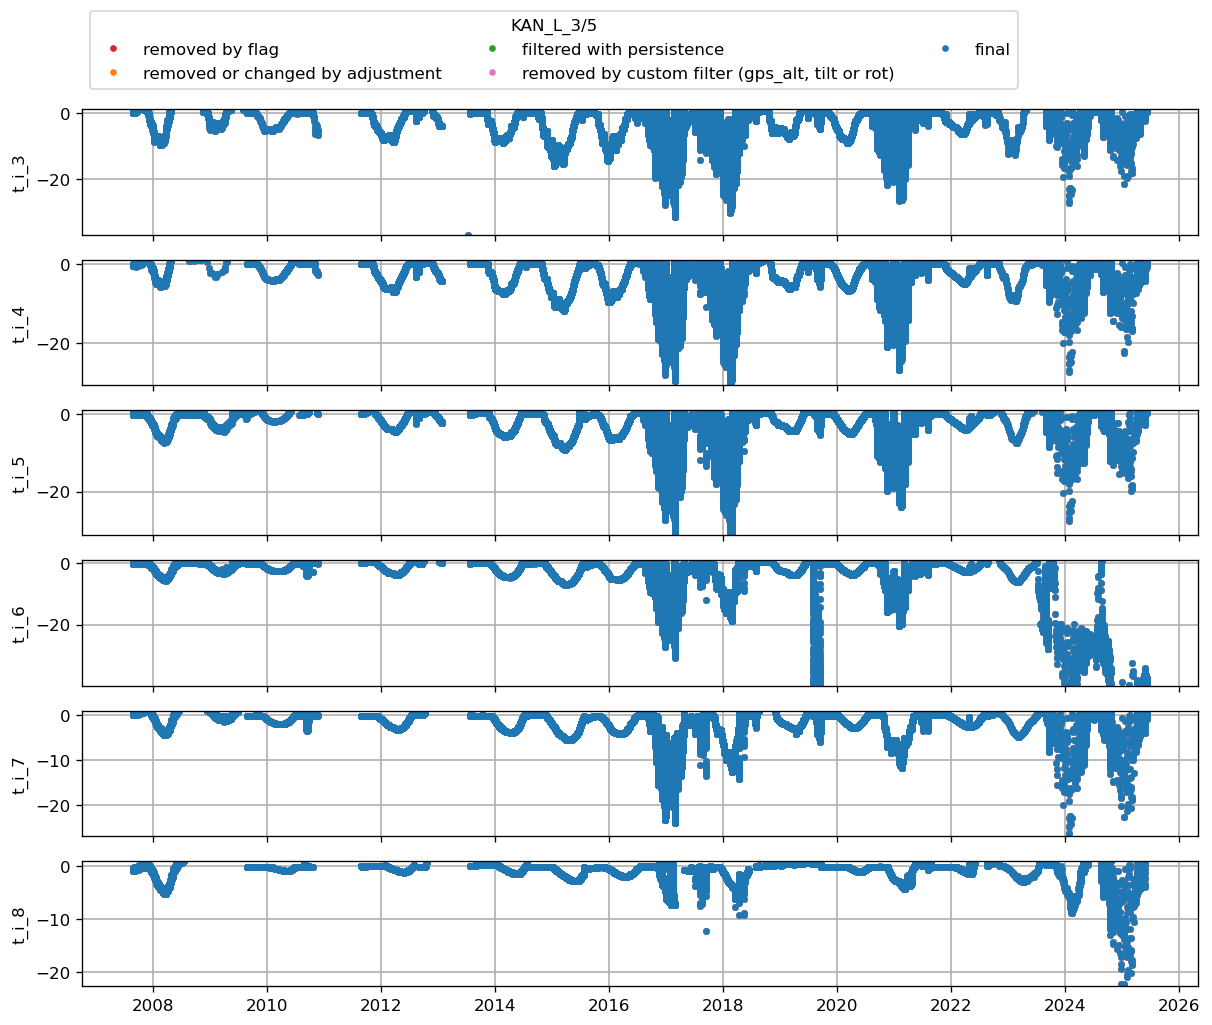 KAN_L_3/5
removed by flag
filtered with persistence
final
removed or changed by adjustment
removed by custom filter (gps_alt, tilt or rot)
0
−20
t_i_3
0
−20
t_i_4
0
−20
t_i_5
0
−20
t_i_6
0
−10
−20
t_i_7
0
−10
−20
t_i_8
2008 2010 2012 2014 2016 2018 2020 2022 2024 2026